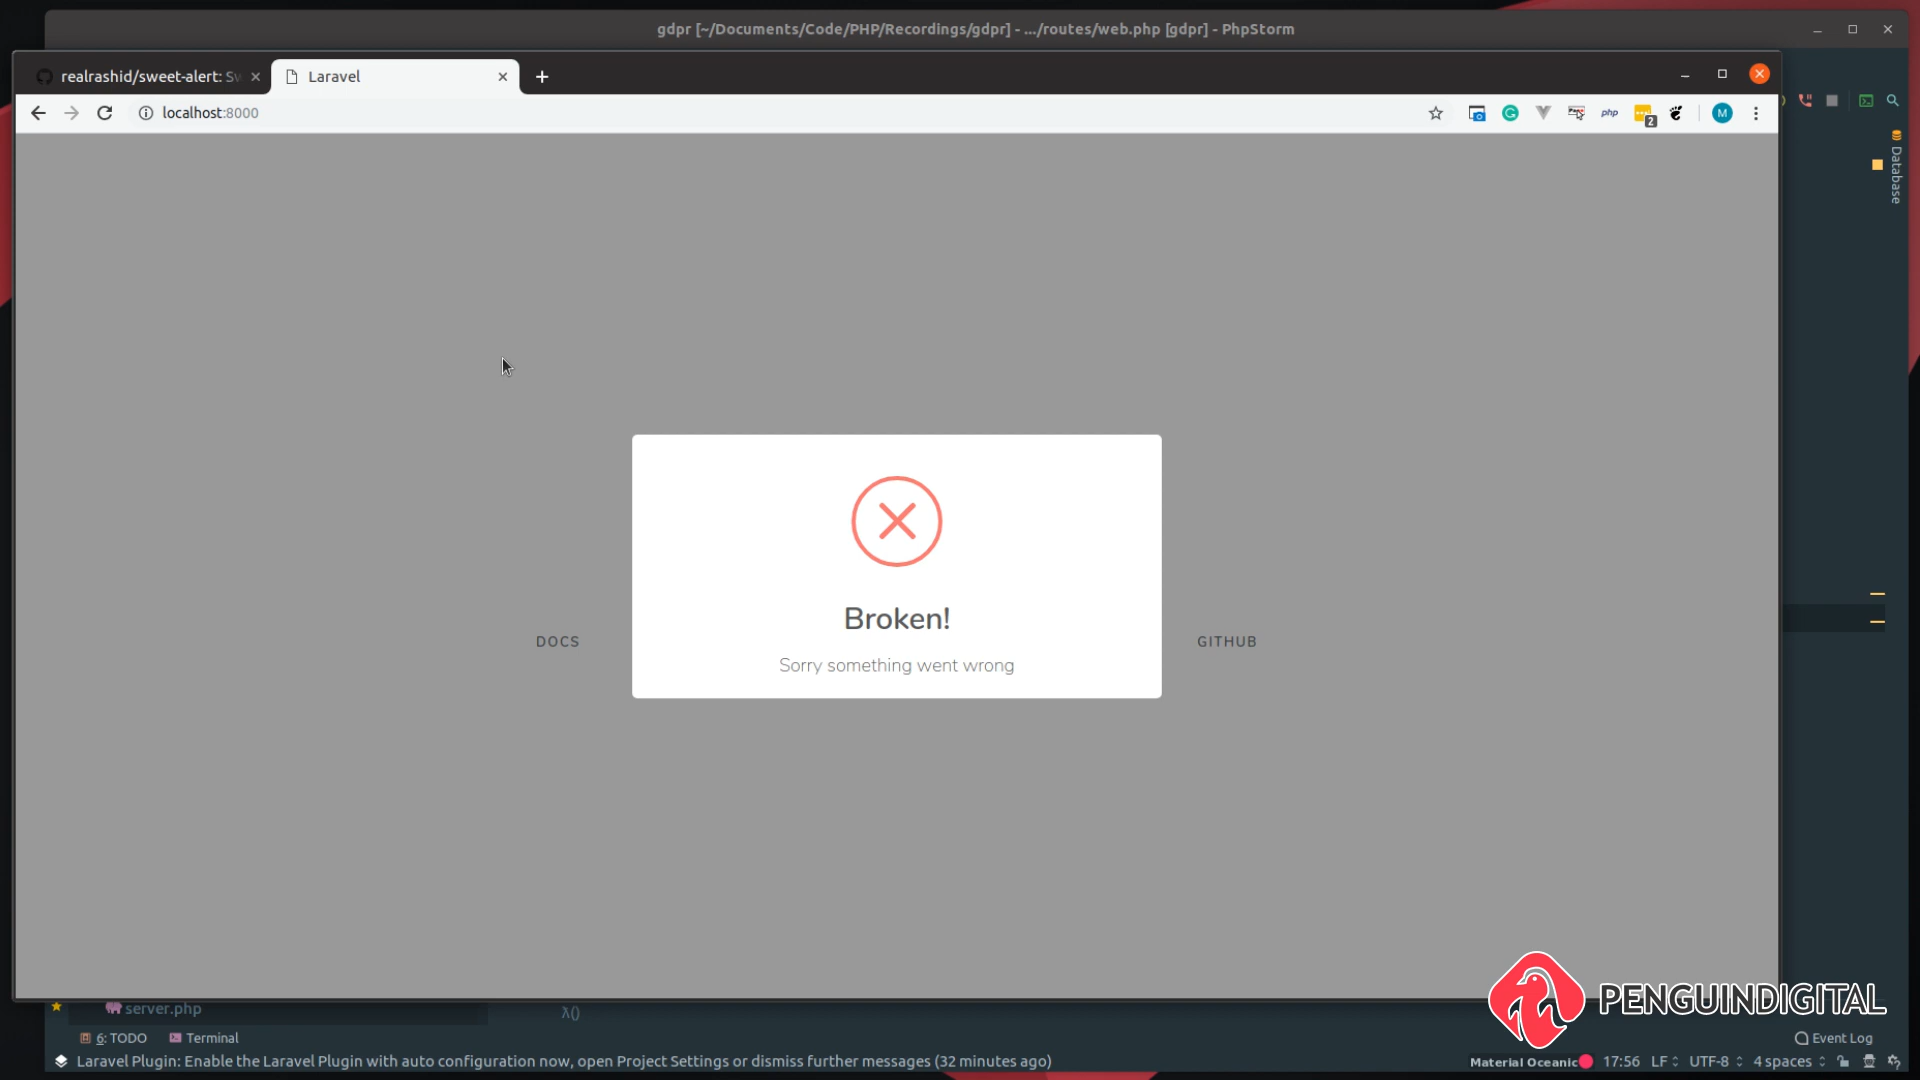 gdpr [~/Documents/Code/PHP/Recordings/gdpr] - .../routes/web.php [gdpr] - PhpStorm
realrashid/sweet-alert: Sw
Laravel
localhost:8000
php
2
M
Database
Broken!
Sorry something went wrong
DOCS
GITHUB
server.php
λ()
PENGUINDIGITAL
6: TODO
Terminal
Event Log
Laravel Plugin: Enable the Laravel Plugin with auto configuration now, open Project Settings or dismiss further messages (32 minutes ago)
Material Oceanic
17:56
LF
UTF-8
4 spaces